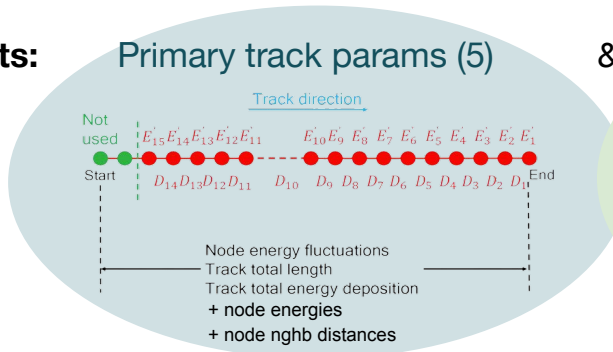 ts: Primary track params (5) &
Track direction
Not used
E'15 E'14 E'13 E'12 E'11 E'10 E'9 E'8 E'7 E'6 E'5 E'4 E'3 E'2 E'1
Start End
D14 D13 D12 D11 D10 D9 D8 D7 D6 D5 D4 D3 D2 D1
Node energy fluctuations
Track total length
Track total energy deposition
+ node energies
+ node nghb distances